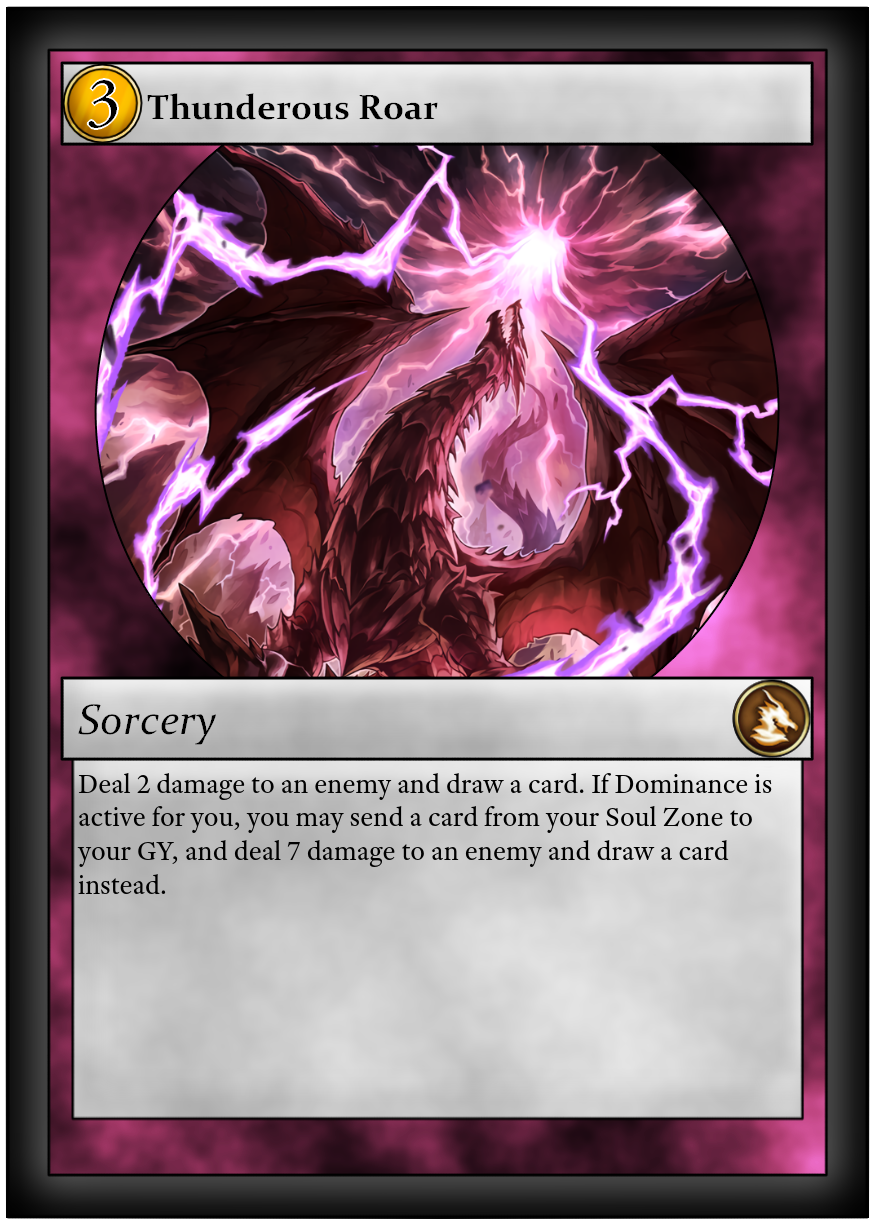 3 Thunderous Roar
Sorcery
Deal 2 damage to an enemy and draw a card. If Dominance is
active for you, you may send a card from your Soul Zone to
your GY, and deal 7 damage to an enemy and draw a card
instead.